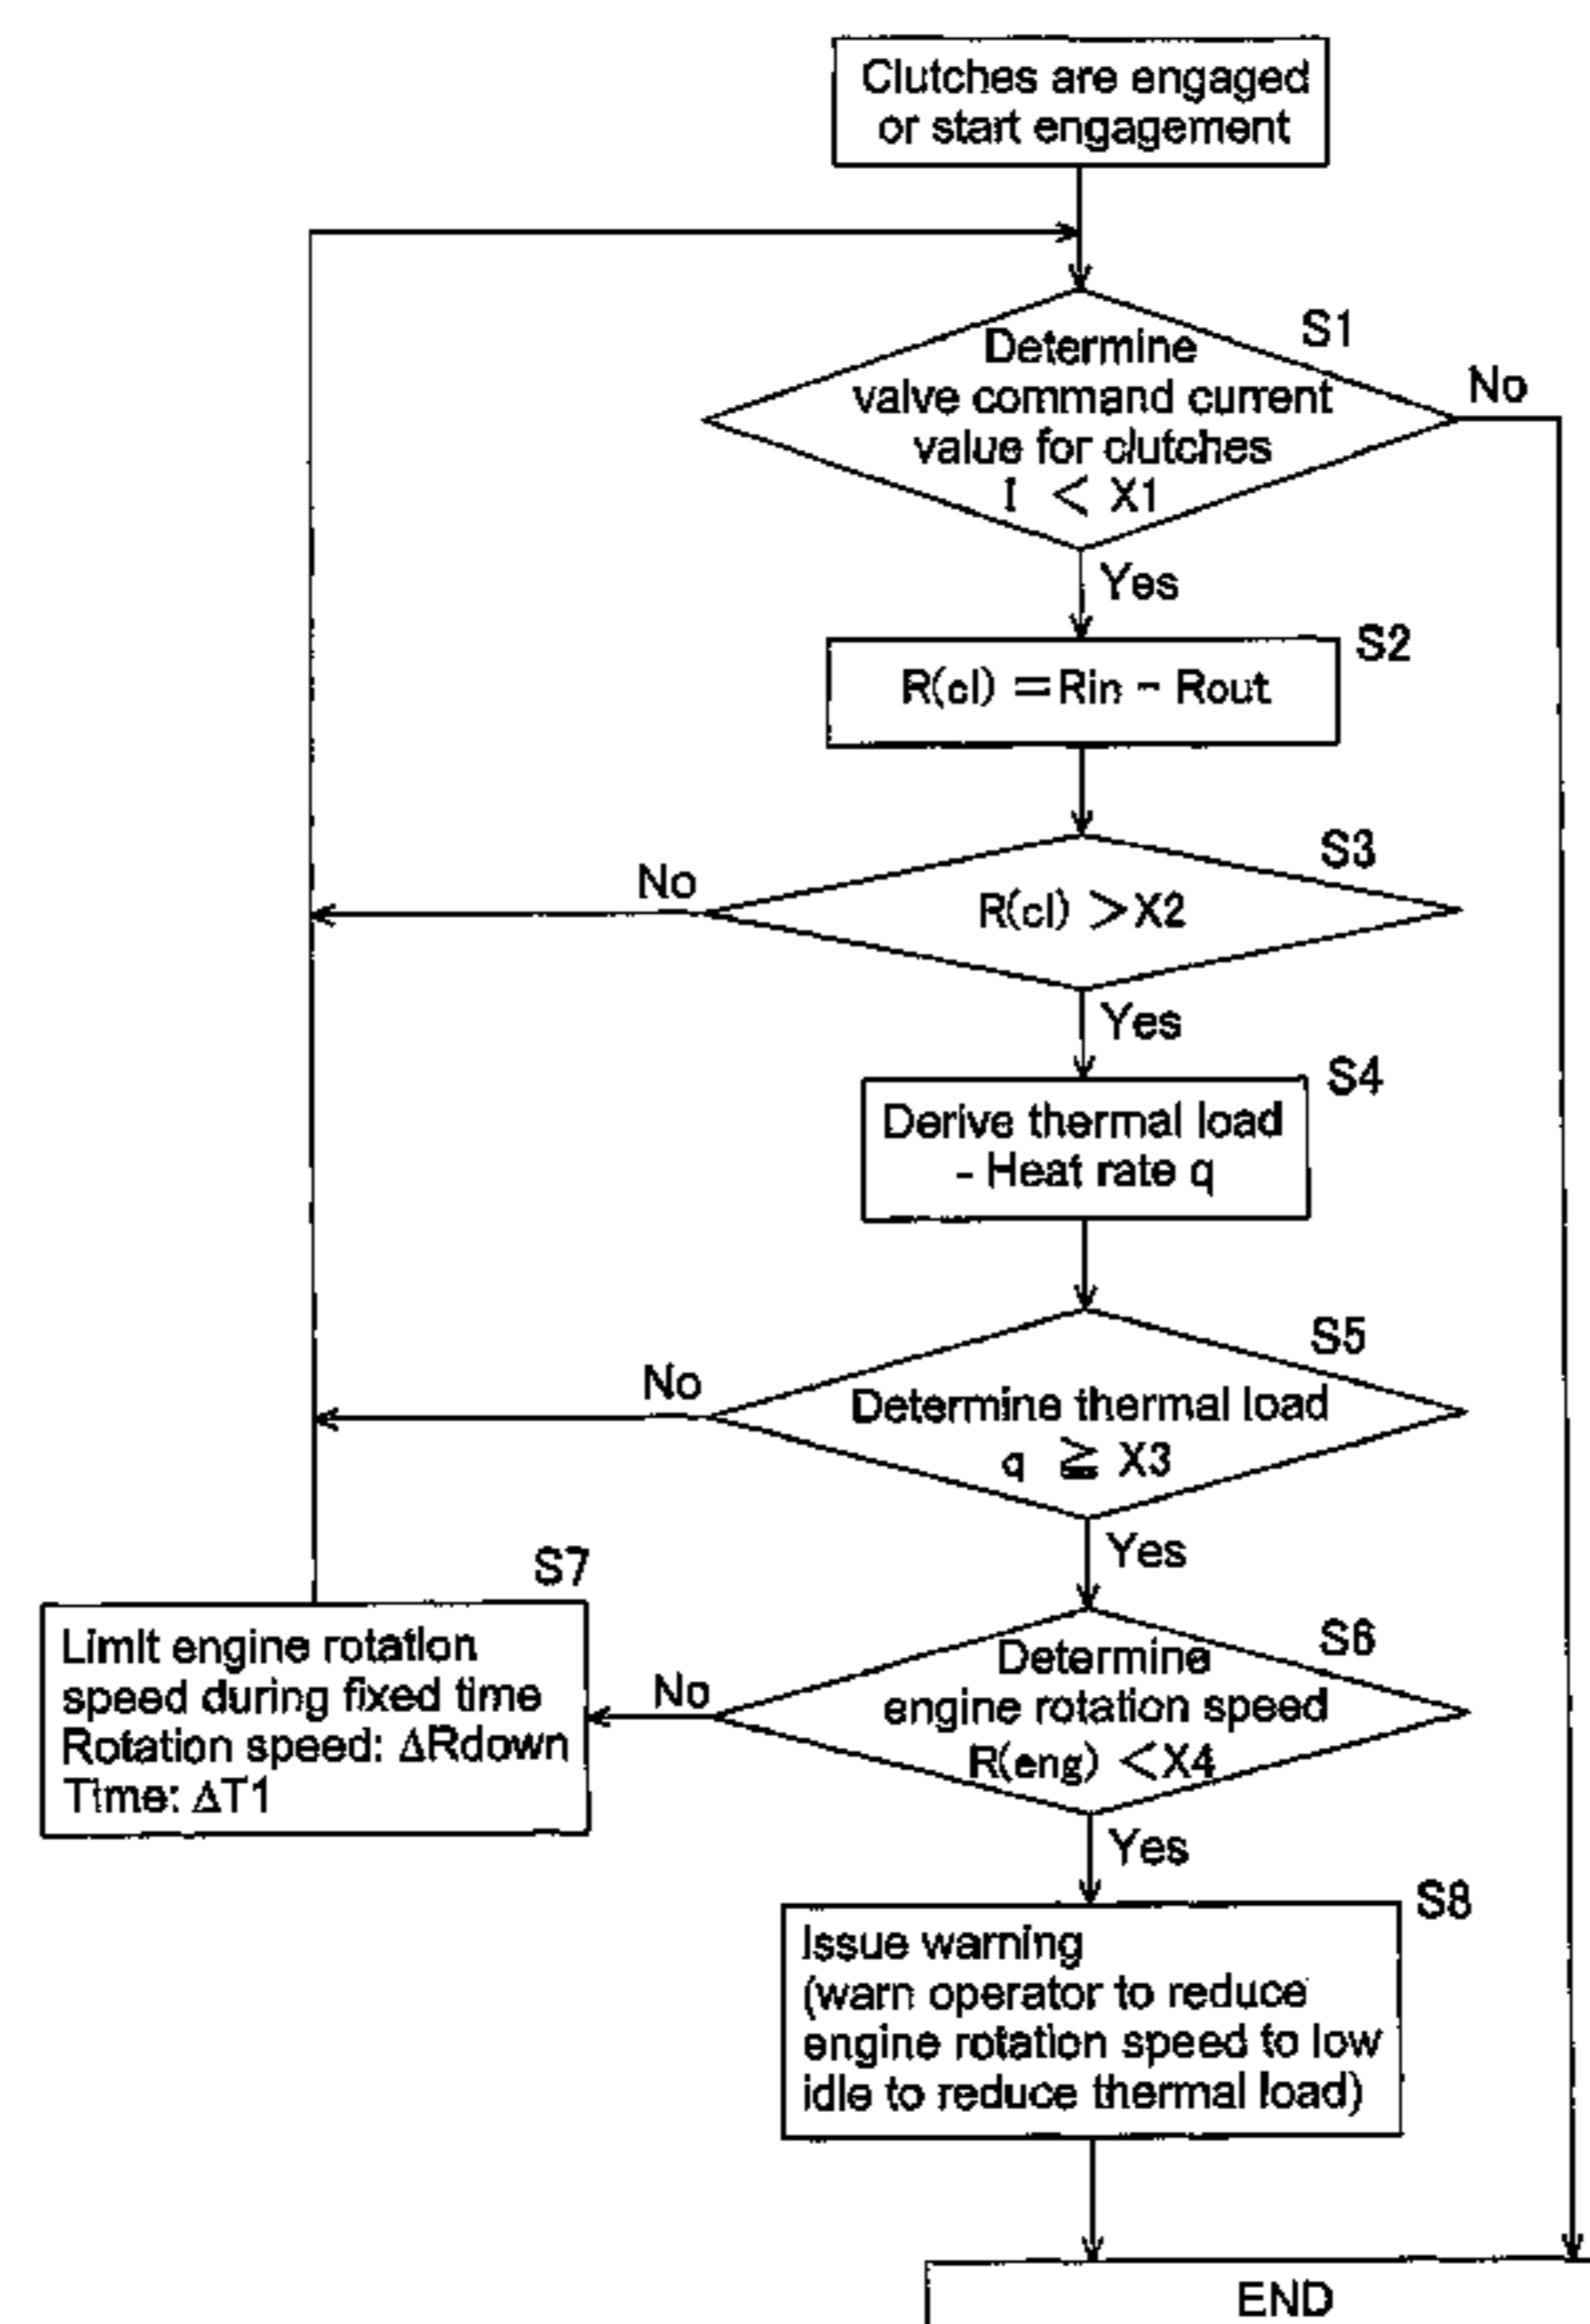 Clutches are engaged
or start engagement
S1
Determine
valve command current
value for clutches
I < X1
No
Yes
S2
R(cl) = Rin - Rout
S3
No
R(cl) > X2
Yes
S4
Derive thermal load
- Heat rate q
S5
No
Determine thermal load
q ≧ X3
Yes
S7
Limit engine rotation
speed during fixed time
Rotation speed: ΔRdown
Time: ΔT1
S6
No
Determine
engine rotation speed
R(eng) < X4
Yes
S8
Issue warning
(warn operator to reduce
engine rotation speed to low
idle to reduce thermal load)
END